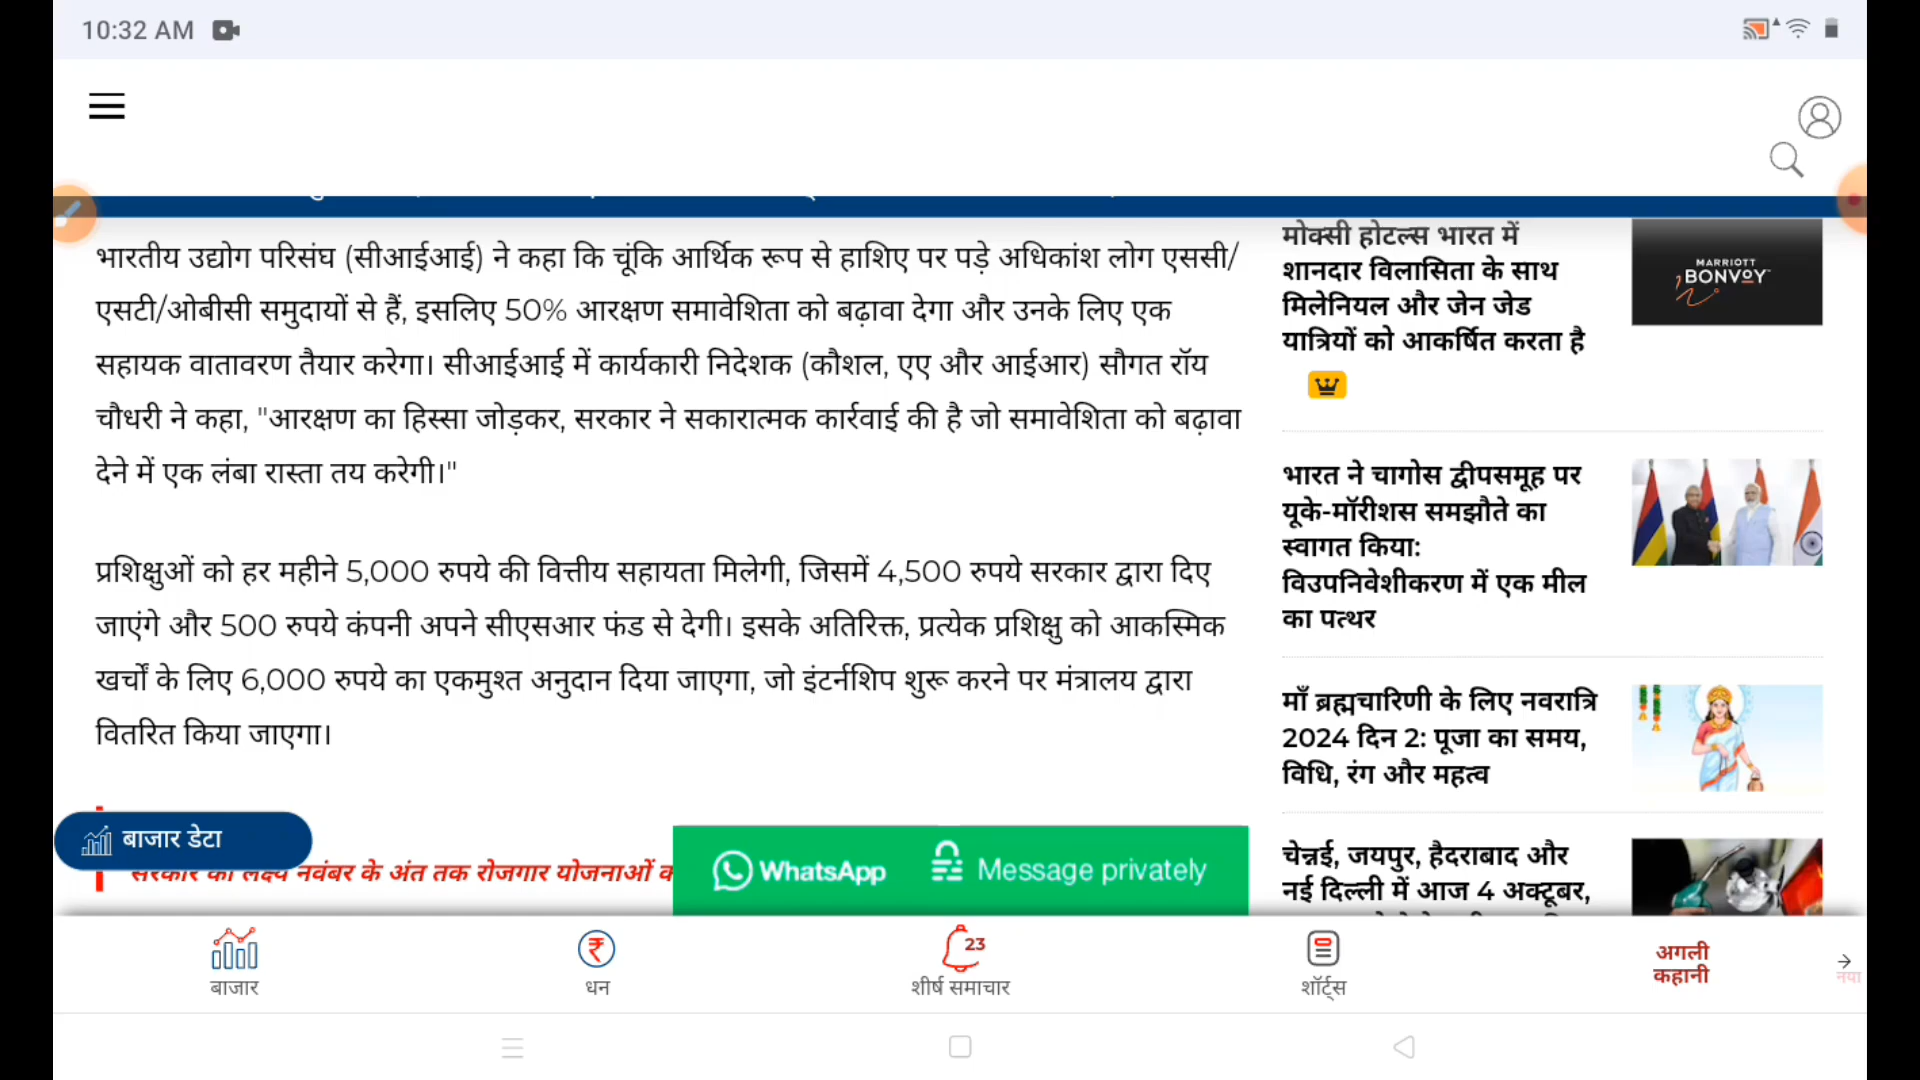 10:32 AM
भारतीय उद्योग परिसंघ (सीआईआई) ने कहा कि चूंकि आर्थिक रूप से हाशिए पर पड़े अधिकांश लोग एससी/
एसटी/ओबीसी समुदायों से हैं, इसलिए 50% आरक्षण समावेशिता को बढ़ावा देगा और उनके लिए एक
सहायक वातावरण तैयार करेगा। सीआईआई में कार्यकारी निदेशक (कौशल, एए और आईआर) सौगत रॉय
चौधरी ने कहा, "आरक्षण का हिस्सा जोड़कर, सरकार ने सकारात्मक कार्रवाई की है जो समावेशिता को बढ़ावा
देने में एक लंबा रास्ता तय करेगी।"
प्रशिक्षुओं को हर महीने 5,000 रुपये की वित्तीय सहायता मिलेगी, जिसमें 4,500 रुपये सरकार द्वारा दिए
जाएंगे और 500 रुपये कंपनी अपने सीएसआर फंड से देगी। इसके अतिरिक्त, प्रत्येक प्रशिक्षु को आकस्मिक
खर्चों के लिए 6,000 रुपये का एकमुश्त अनुदान दिया जाएगा, जो इंटर्नशिप शुरू करने पर मंत्रालय द्वारा
वितरित किया जाएगा।
सरकार का लक्ष्य नवंबर के अंत तक रोजगार योजनाओं
बाजार डेटा
WhatsApp Message privately
मोक्सी होटल्स भारत में
शानदार विलासिता के साथ
मिलेनियल और जेन जेड
यात्रियों को आकर्षित करता है
MARRIOTT
BONVOY
भारत ने चागोस द्वीपसमूह पर
यूके-मॉरीशस समझौते का
स्वागत किया:
विउपनिवेशीकरण में एक मील
का पत्थर
माँ ब्रह्मचारिणी के लिए नवरात्रि
2024 दिन 2: पूजा का समय,
विधि, रंग और महत्व
चेन्नई, जयपुर, हैदराबाद और
नई दिल्ली में आज 4 अक्टूबर,
बाजार
धन
23
शीर्ष समाचार
शॉर्ट्स
अगली
कहानी
नया